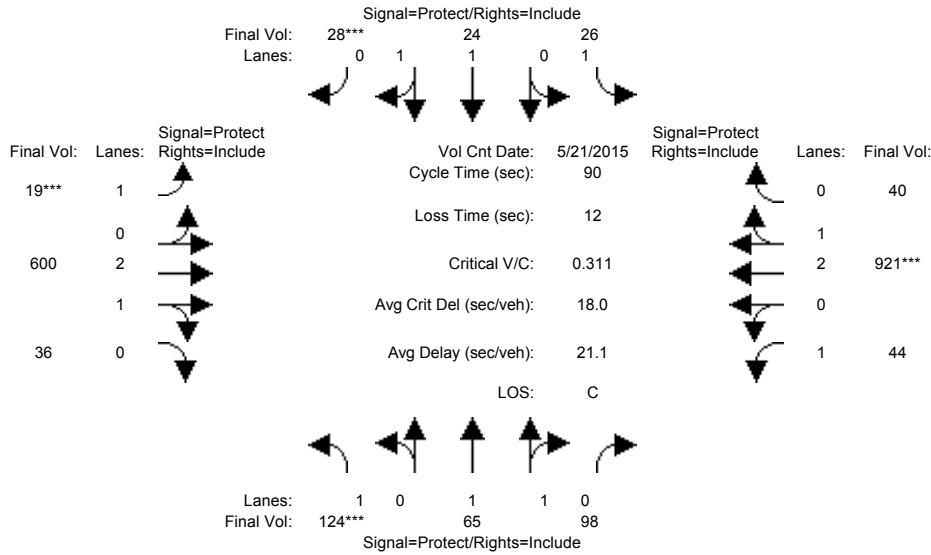 Signal=Protect/Rights=Include
Final Vol: 28*** 24 26
Lanes: 0 1 1 0 1
Signal=Protect
Final Vol: Lanes: Rights=Include
Vol Cnt Date: 5/21/2015
Signal=Protect
Rights=Include Lanes: Final Vol:
Cycle Time (sec): 90
19*** 1
0 40
Loss Time (sec): 12
0
1
600 2
Critical V/C: 0.311
2 921***
1
Avg Crit Del (sec/veh): 18.0
0
36 0
Avg Delay (sec/veh): 21.1
1 44
LOS: C
Lanes: 1 0 1 1 0
Final Vol: 124*** 65 98
Signal=Protect/Rights=Include